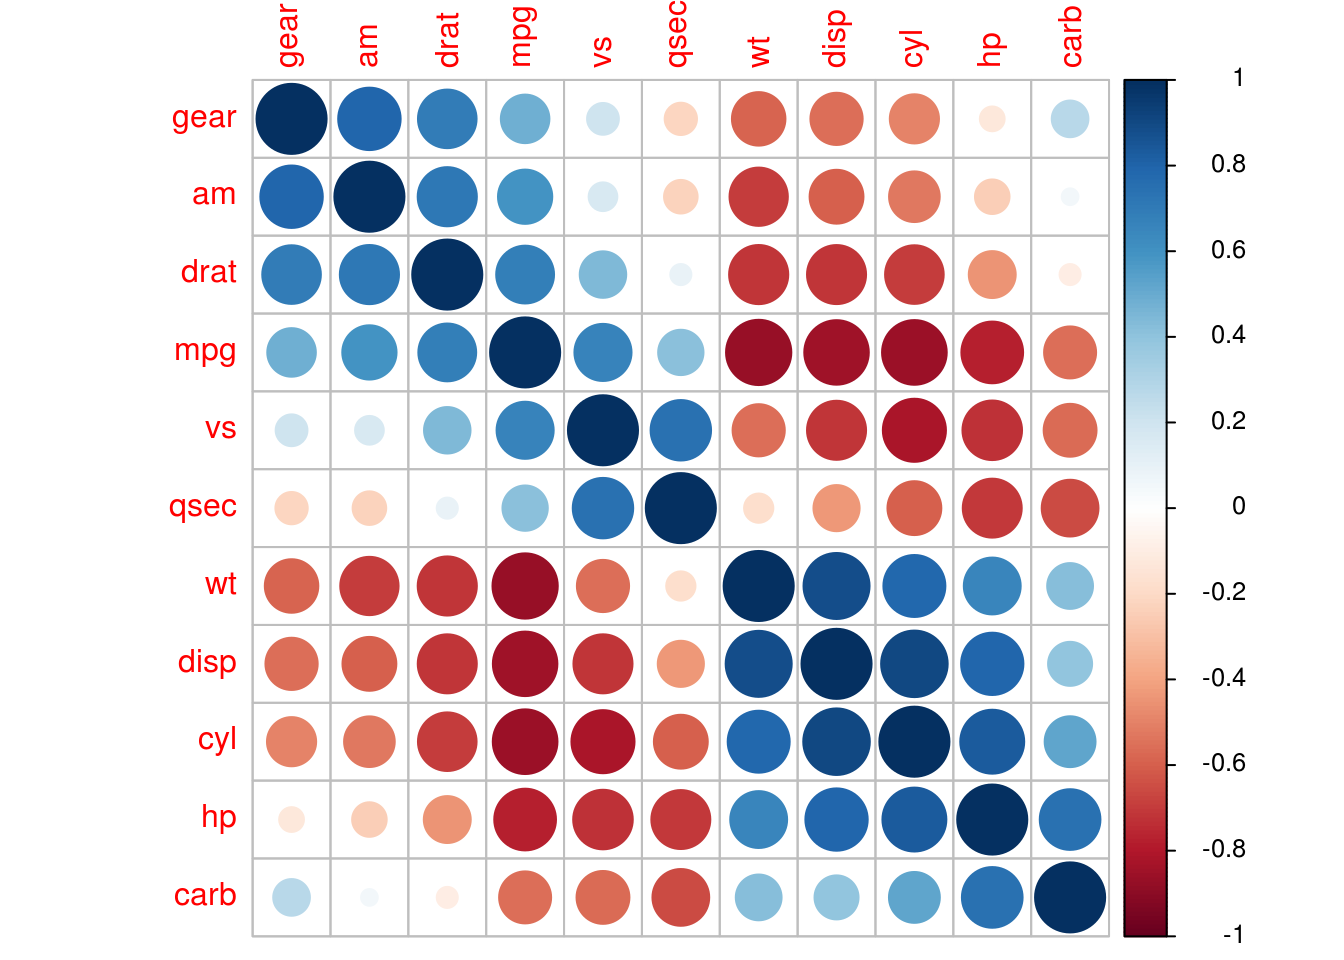 gear am drat mpg vs qsec wt disp cyl hp carb
gear
am
drat
mpg
vs
qsec
wt
disp
cyl
hp
carb
1
0.8
0.6
0.4
0.2
0
-0.2
-0.4
-0.6
-0.8
-1